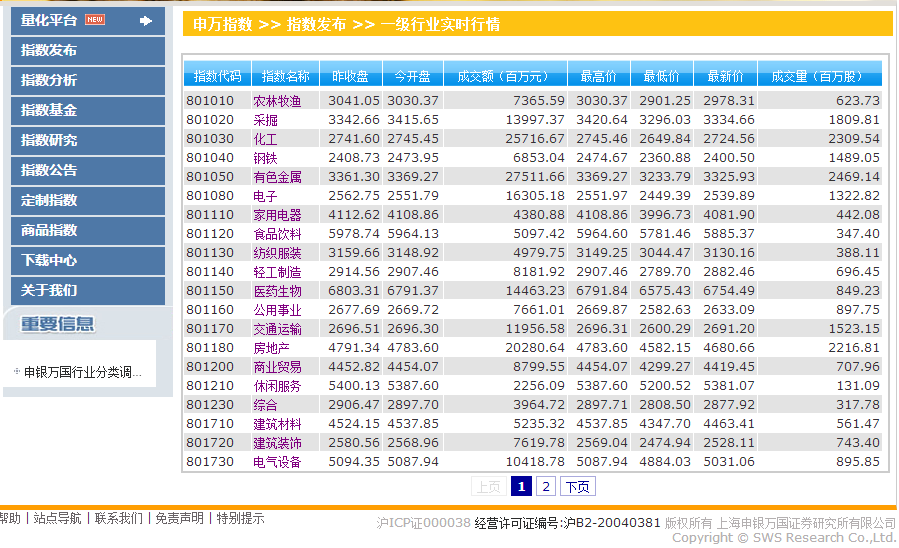 量化平台 NEW
指数发布
指数分析
指数基金
指数研究
指数公告
定制指数
商品指数
下载中心
关于我们
重要信息
申银万国行业分类调...
申万指数 >> 指数发布 >> 一级行业实时行情
指数代码 指数名称 昨收盘 今开盘 成交额（百万元） 最高价 最低价 最新价 成交量（百万股）
801010 农林牧渔 3041.05 3030.37 7365.59 3030.37 2901.25 2978.31 623.73
801020 采掘 3342.66 3415.65 13997.37 3420.64 3296.03 3334.66 1809.81
801030 化工 2741.60 2745.45 25716.67 2745.46 2649.84 2724.56 2309.54
801040 钢铁 2408.73 2473.95 6853.04 2474.67 2360.88 2400.50 1489.05
801050 有色金属 3361.30 3369.27 27511.66 3369.27 3233.79 3325.93 2469.14
801080 电子 2562.75 2551.79 16305.18 2551.97 2449.39 2539.89 1322.82
801110 家用电器 4112.62 4108.86 4380.88 4108.86 3996.73 4081.90 442.08
801120 食品饮料 5978.74 5964.13 5097.42 5964.60 5781.46 5885.37 347.40
801130 纺织服装 3159.66 3148.92 4979.75 3149.25 3044.47 3130.16 388.11
801140 轻工制造 2914.56 2907.46 8181.92 2907.46 2789.70 2882.46 696.45
801150 医药生物 6803.31 6791.37 14463.23 6791.84 6575.43 6754.49 849.23
801160 公用事业 2677.69 2669.72 7661.01 2669.87 2582.63 2633.09 897.75
801170 交通运输 2696.51 2696.30 11956.58 2696.31 2600.29 2691.20 1523.15
801180 房地产 4791.34 4783.60 20280.64 4783.60 4582.15 4680.66 2216.81
801200 商业贸易 4452.82 4454.07 8799.55 4454.07 4299.27 4419.45 707.96
801210 休闲服务 5400.13 5387.60 2256.09 5387.60 5200.52 5381.07 131.09
801230 综合 2906.47 2897.70 3964.72 2897.71 2808.50 2877.92 317.78
801710 建筑材料 4524.15 4537.85 5235.32 4537.85 4347.70 4463.41 561.47
801720 建筑装饰 2580.56 2568.96 7619.78 2569.04 2474.94 2528.11 743.40
801730 电气设备 5094.35 5087.94 10418.78 5087.94 4884.03 5031.06 895.85
上页 1 2 下页
帮助 | 站点导航 | 联系我们 | 免责声明 | 特别提示
沪ICP证000038 经营许可证编号:沪B2-20040381 版权所有 上海申银万国证券研究所有限公司
Copyright © SWS Research Co.,Ltd.